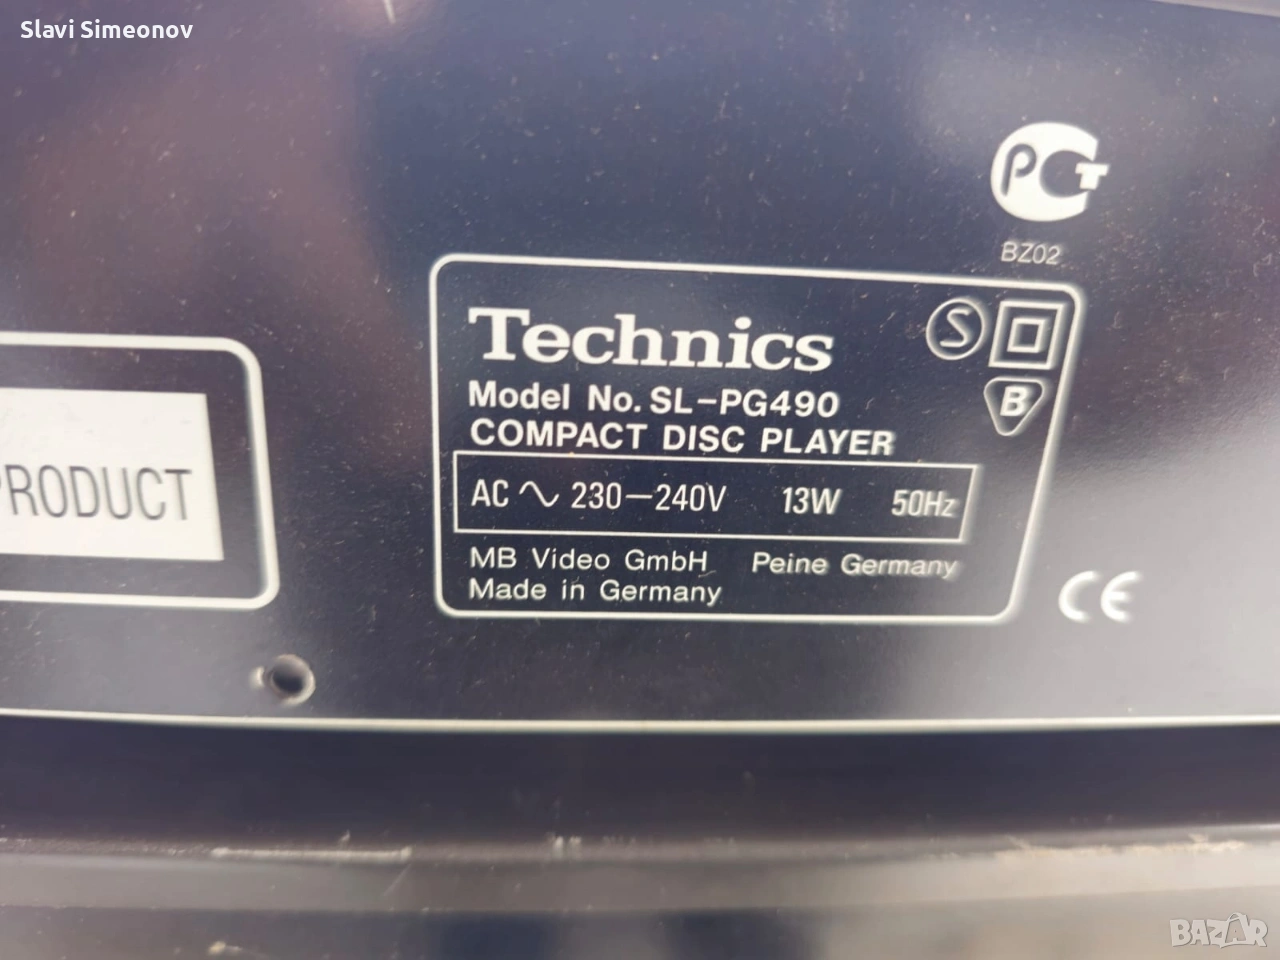 Slavi Simeonov
PCT
BZ02
Technics
S
Model No. SL-PG490
B
COMPACT DISC PLAYER
PRODUCT
AC 230-240V 13W 50Hz
MB Video GmbH Peine Germany
Made in Germany
CE
BAZAR